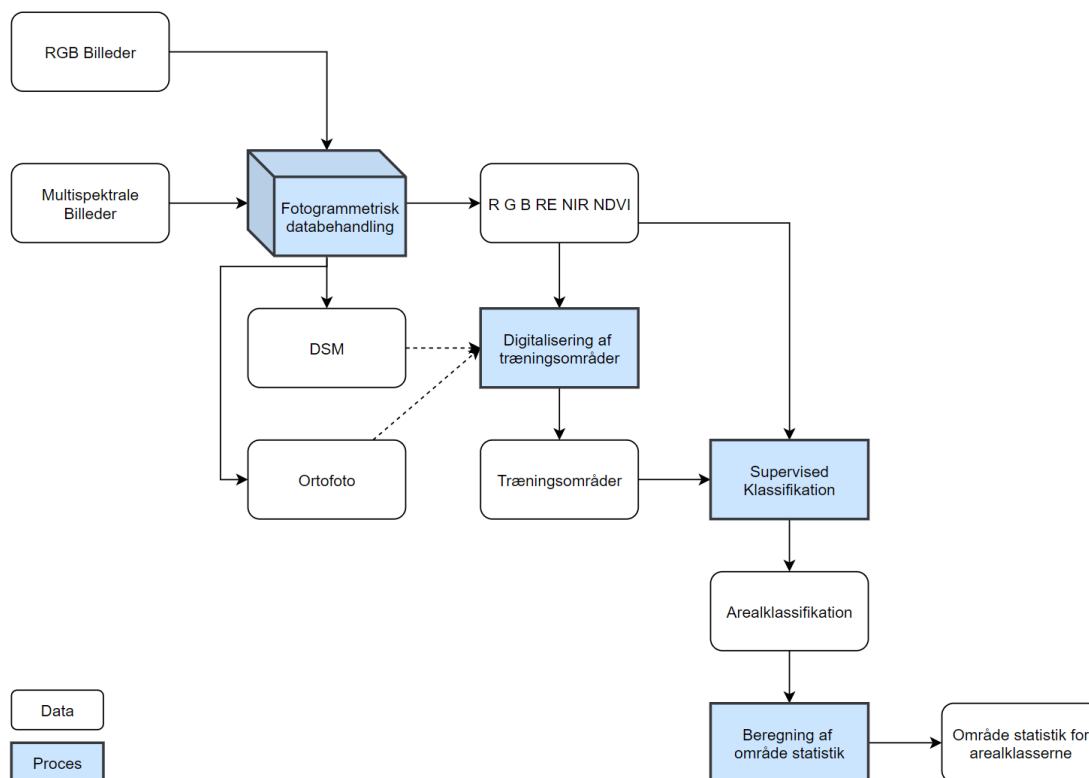 RGB Billeder
Multispektrale
Billeder
Fotogrammetrisk
databehandling
R G B RE NIR NDVI
DSM
Digitalisering af
træningsområder
Ortofoto
Træningsområder
Supervised
Klassifikation
Arealklassifikation
Data
Proces
Beregning af
område statistik
Område statistik for
arealklasserne